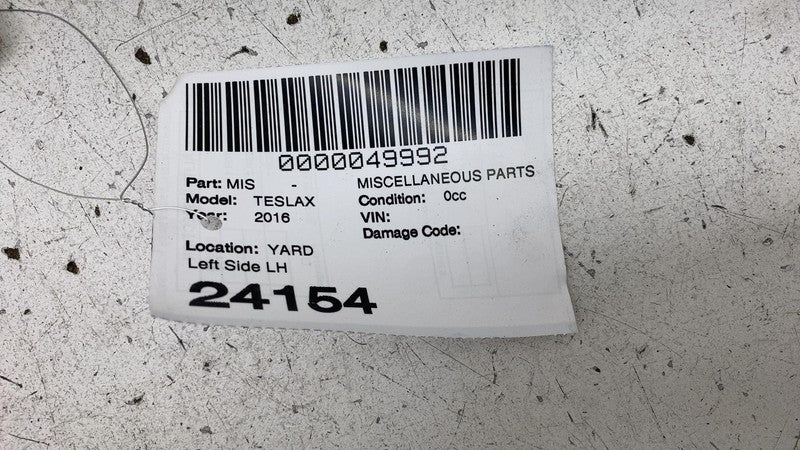 0000049992
Part: MIS - MISCELLANEOUS PARTS
Model: TESLAX Condition: 0cc
Year: 2016 VIN:
Damage Code:
Location: YARD
Left Side LH
24154